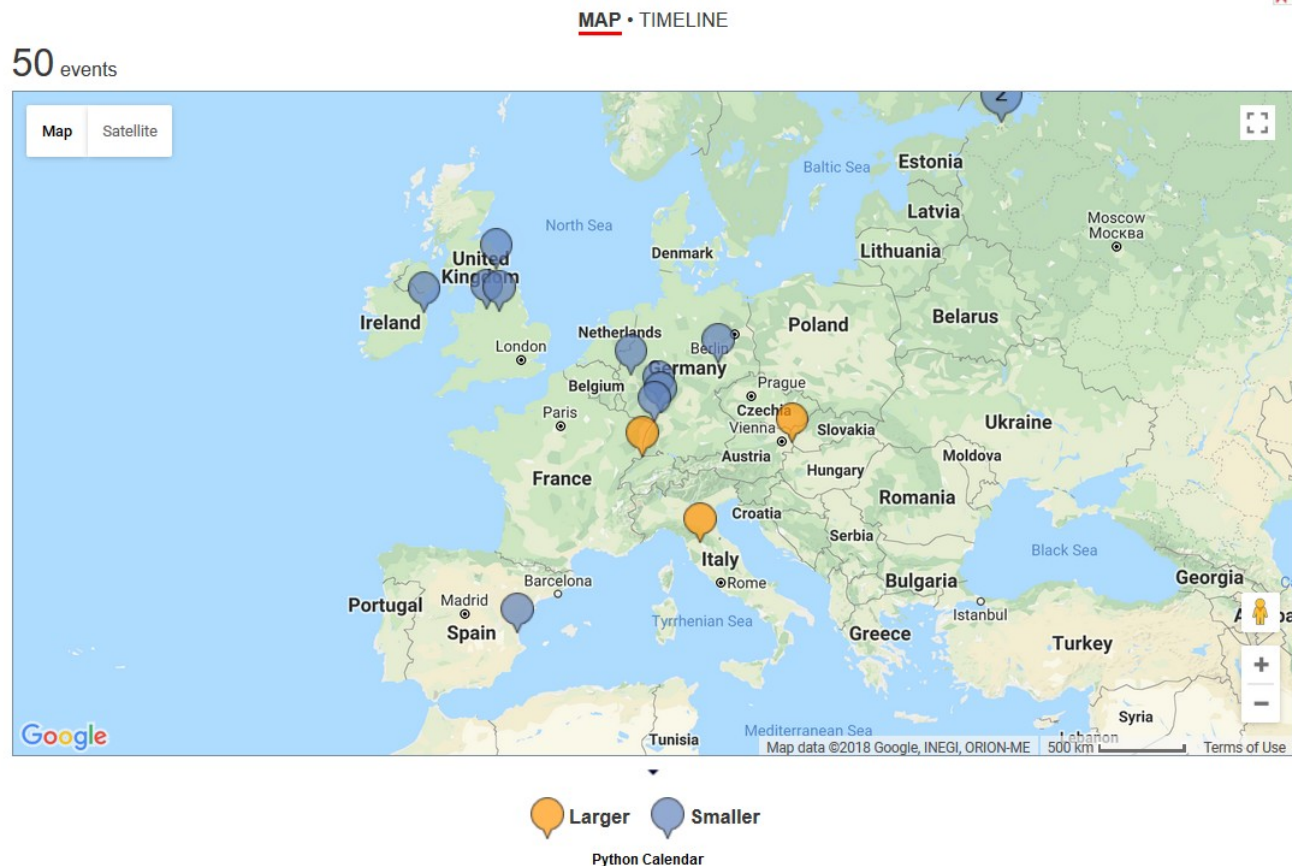 MAP • TIMELINE
50 events
Map Satellite
2
Estonia
Baltic Sea
Latvia
Moscow
Москва
North Sea
Denmark
Lithuania
United
Kingdom
Ireland
Netherlands
Poland
Belarus
London
Berlin
Germany
Belgium
Prague
Paris
Czechia
Ukraine
Vienna
Slovakia
Austria
Moldova
Hungary
France
Romania
Croatia
Serbia
Black Sea
Italy
Georgia
Barcelona
Rome
Bulgaria
Portugal
Madrid
Istanbul
Spain
Tyrrhenian Sea
Greece
Turkey
Syria
Google
Tunisia
Mediterranean Sea
Lebanon
Map data ©2018 Google, INEGI, ORION-ME 500 km Terms of Use
Larger Smaller
Python Calendar